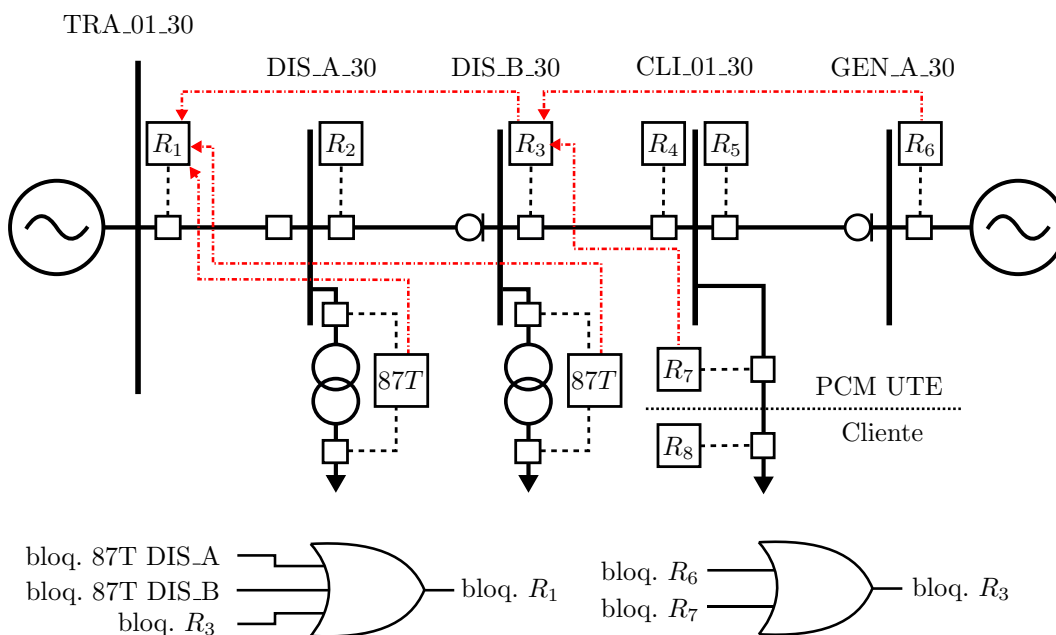 TRA_01_30
DIS_A_30 DIS_B_30 CLI_01_30 GEN_A_30
R1 R2 R3 R4 R5 R6
87T 87T R7
PCM UTE
Cliente
R8
bloq. 87T DIS_A
bloq. 87T DIS_B
bloq. R3
bloq. R1
bloq. R6
bloq. R7
bloq. R3